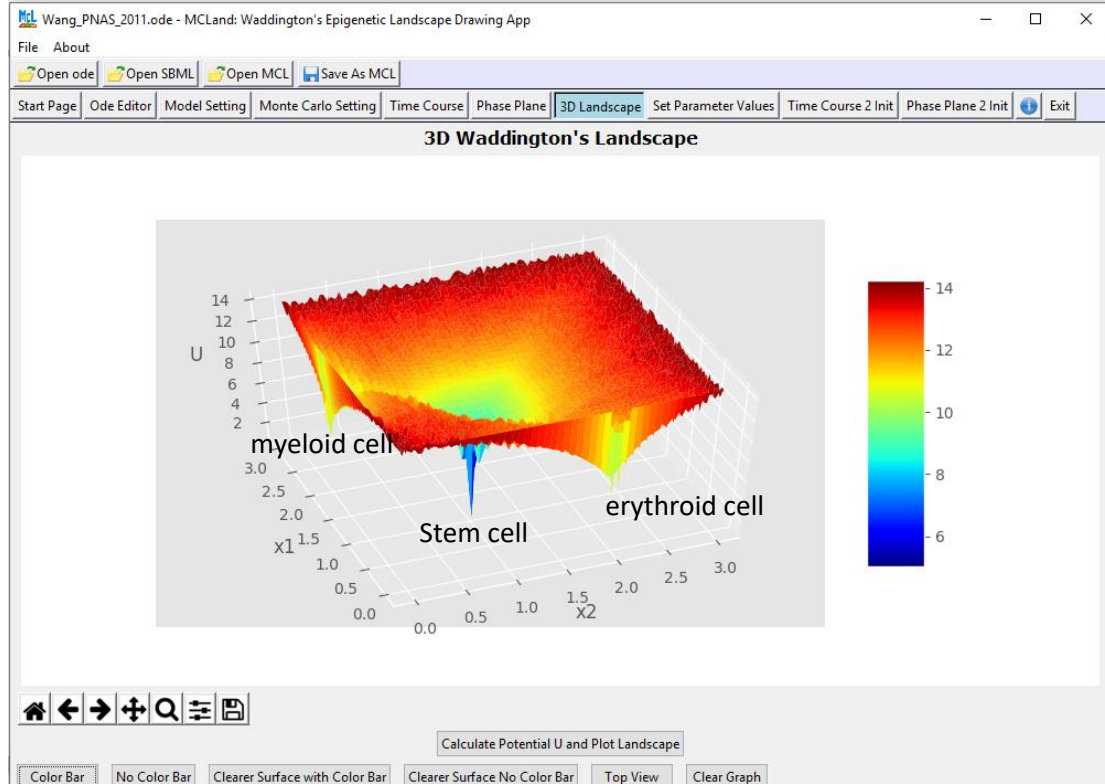 McL Wang_PNAS_2011.ode - MCLand: Waddington's Epigenetic Landscape Drawing App
File About
Open ode Open SBML Open MCL Save As MCL
Start Page Ode Editor Model Setting Monte Carlo Setting Time Course Phase Plane 3D Landscape Set Parameter Values Time Course 2 Init Phase Plane 2 Init i Exit
3D Waddington's Landscape
14
12
10
8
6
4
2
U
myeloid cell
Stem cell
erythroid cell
3.0
2.5
2.0
1.5
1.0
0.5
0.0
x1
0.0
0.5
1.0
1.5
2.0
2.5
3.0
x2
14
12
10
8
6
Calculate Potential U and Plot Landscape
Color Bar No Color Bar Clearer Surface with Color Bar Clearer Surface No Color Bar Top View Clear Graph